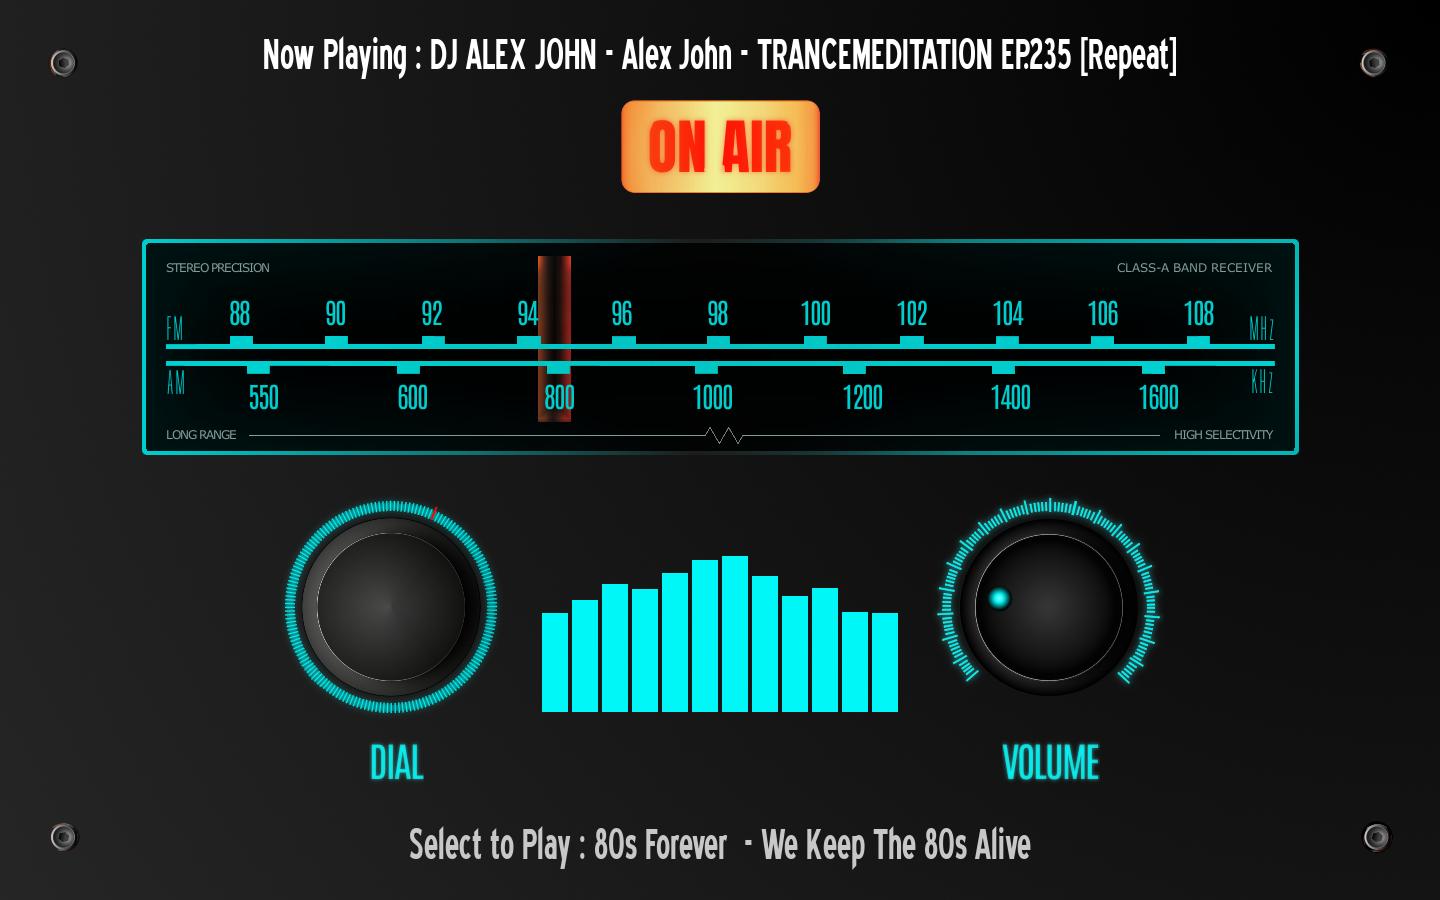 Now Playing : DJ ALEX JOHN - Alex John - TRANCEMEDITATION EP.235 [Repeat]
ON AIR
STEREO PRECISION CLASS-A BAND RECEIVER
88 90 92 94 96 98 100 102 104 106 108
FM MHz
AM KHz
550 600 800 1000 1200 1400 1600
LONG RANGE HIGH SELECTIVITY
DIAL VOLUME
Select to Play : 80s Forever - We Keep The 80s Alive